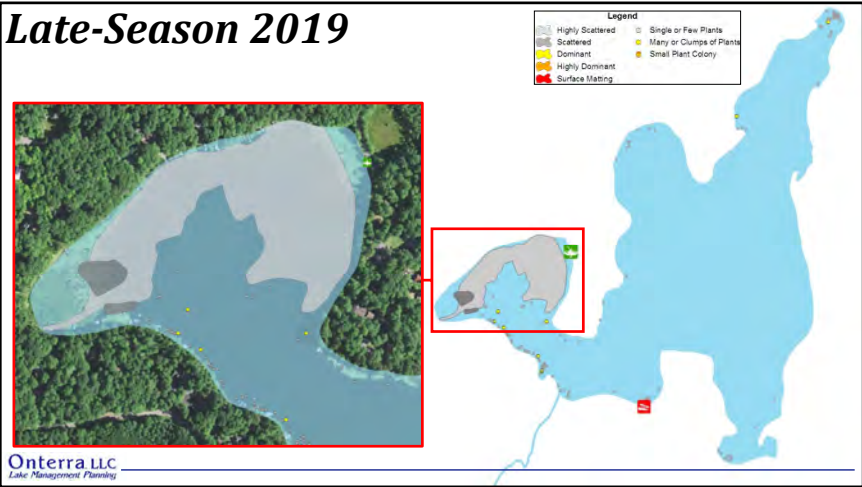 Late-Season 2019
Legend
Highly Scattered
Scattered
Dominant
Highly Dominant
Surface Matting
Single or Few Plants
Many or Clumps of Plants
Small Plant Colony
Onterra LLC
Lake Management Planning